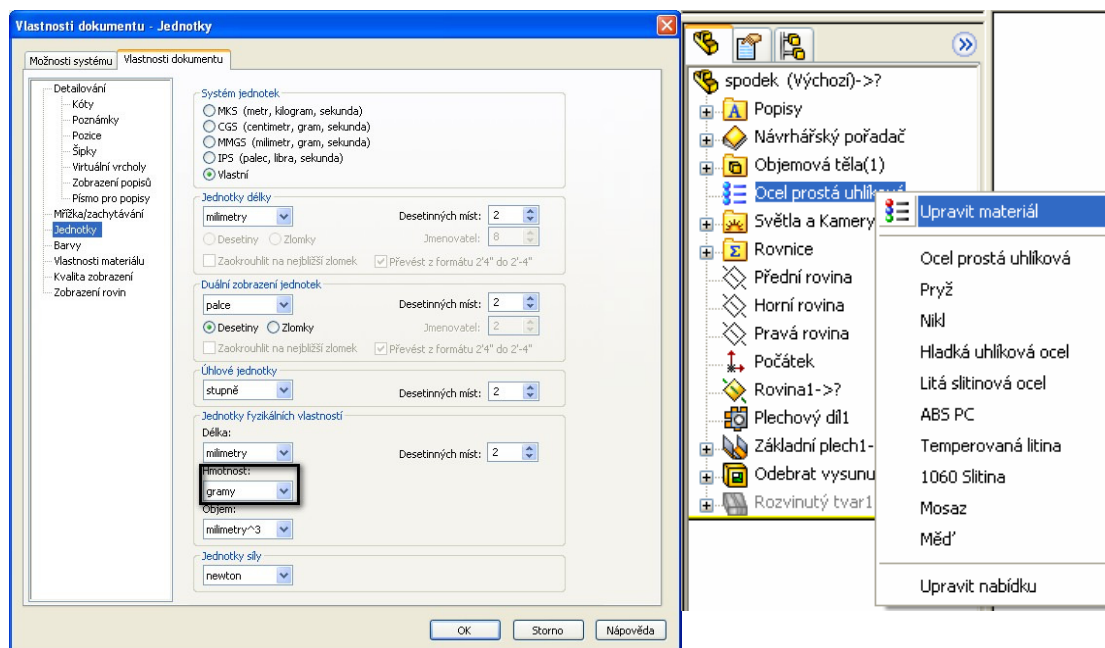 Vlastnosti dokumentu - Jednotky
Možnosti systému
Vlastnosti dokumentu
Detailování
Kóty
Poznámky
Pozice
Šipky
Virtuální vrcholy
Zobrazení popisů
Písmo pro popisy
Mřížka/zachytávání
Jednotky
Barvy
Vlastnosti materiálu
Kvalita zobrazení
Zobrazení rovin
Systém jednotek
MKS (metr, kilogram, sekunda)
CGS (centimetr, gram, sekunda)
MMGS (milimetr, gram, sekunda)
IPS (palec, libra, sekunda)
Vlastní
Jednotky délky
milimetry Desetinných míst: 2
Desetiny Zlomky Jmenovatel: 8
Zaokrouhlit na nejbližší zlomek Převést z formátu 2'4" do 2'-4"
Duální zobrazení jednotek
palce Desetinných míst: 2
Desetiny Zlomky Jmenovatel: 2
Zaokrouhlit na nejbližší zlomek Převést z formátu 2'4" do 2'-4"
Úhlové jednotky
stupně Desetinných míst: 2
Jednotky fyzikálních vlastností
Délka:
milimetry Desetinných míst: 2
Hmotnost:
gramy
Objem:
milimetry^3
Jednotky síly
newton
OK Storno Nápověda
spodek (Výchozí)->?
Popisy
Návrhářský pořadač
Objemová těla(1)
Ocel prostá uhlíková
Světla a Kamery
Rovnice
Přední rovina
Horní rovina
Pravá rovina
Počátek
Rovina1->?
Plechový díl1
Základní plech1-
Odebrat vysunu
Rozvinutý tvar1
Upravit materiál
Ocel prostá uhlíková
Pryž
Nikl
Hladká uhlíková ocel
Litá slitinová ocel
ABS PC
Temperovaná litina
1060 Slitina
Mosaz
Měď
Upravit nabídku